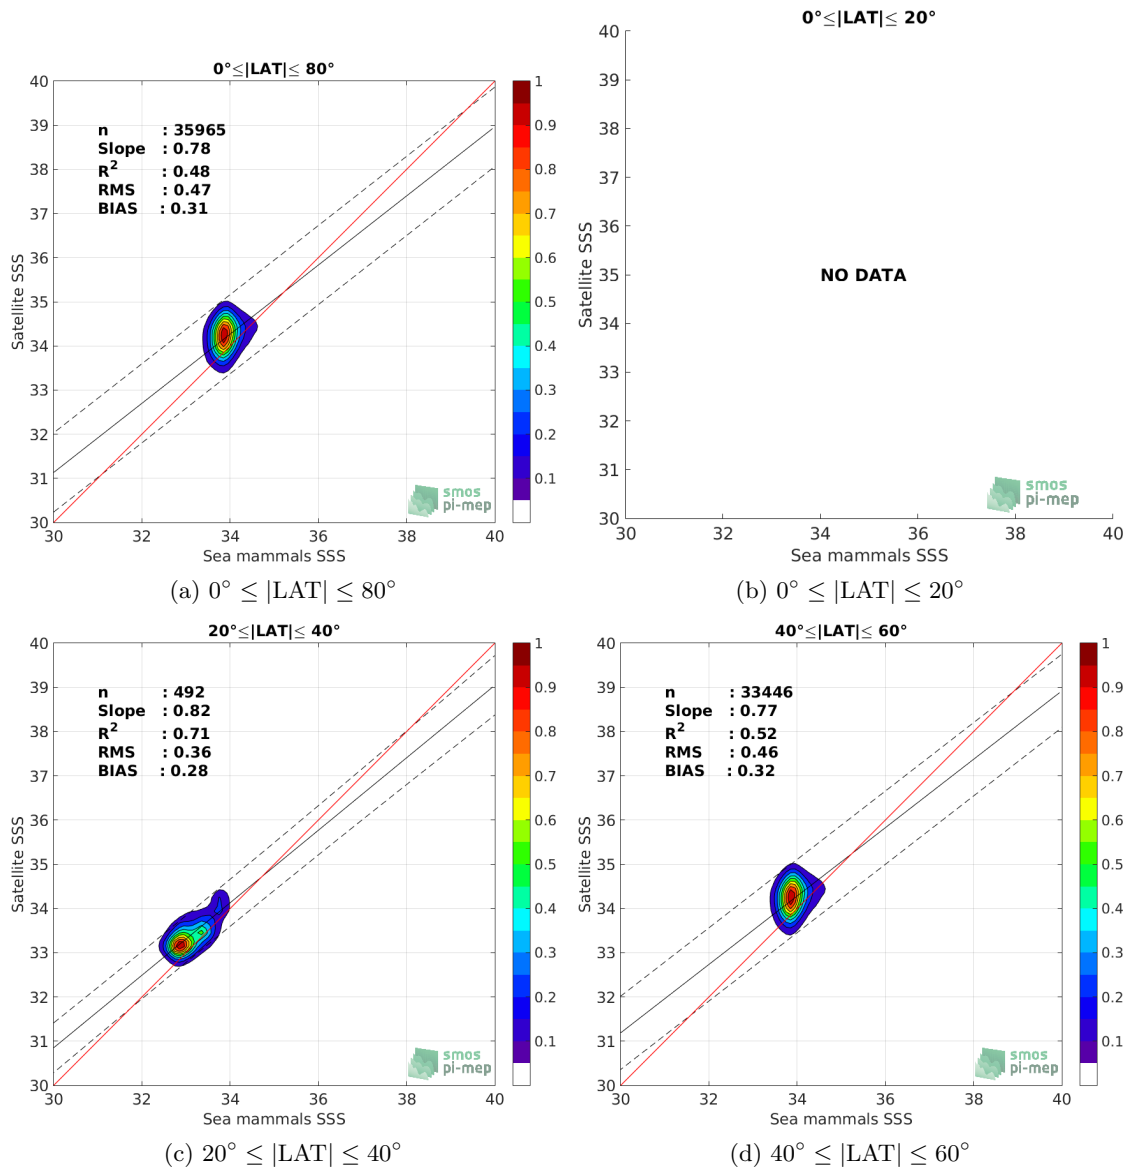 0°≤|LAT|≤ 80°
40
39
38
37
36
35
34
33
32
31
30
Satellite SSS
n : 35965
Slope : 0.78
R² : 0.48
RMS : 0.47
BIAS : 0.31
smos
pi-mep
30 32 34 36 38 40
Sea mammals SSS
1
0.9
0.8
0.7
0.6
0.5
0.4
0.3
0.2
0.1
(a) 0° ≤ |LAT| ≤ 80°
0°≤|LAT|≤ 20°
40
39
38
37
36
35
34
33
32
31
30
Satellite SSS
NO DATA
smos
pi-mep
30 32 34 36 38 40
Sea mammals SSS
(b) 0° ≤ |LAT| ≤ 20°
20°≤|LAT|≤ 40°
40
39
38
37
36
35
34
33
32
31
30
Satellite SSS
n : 492
Slope : 0.82
R² : 0.71
RMS : 0.36
BIAS : 0.28
smos
pi-mep
30 32 34 36 38 40
Sea mammals SSS
1
0.9
0.8
0.7
0.6
0.5
0.4
0.3
0.2
0.1
(c) 20° ≤ |LAT| ≤ 40°
40°≤|LAT|≤ 60°
40
39
38
37
36
35
34
33
32
31
30
Satellite SSS
n : 33446
Slope : 0.77
R² : 0.52
RMS : 0.46
BIAS : 0.32
smos
pi-mep
30 32 34 36 38 40
Sea mammals SSS
1
0.9
0.8
0.7
0.6
0.5
0.4
0.3
0.2
0.1
(d) 40° ≤ |LAT| ≤ 60°